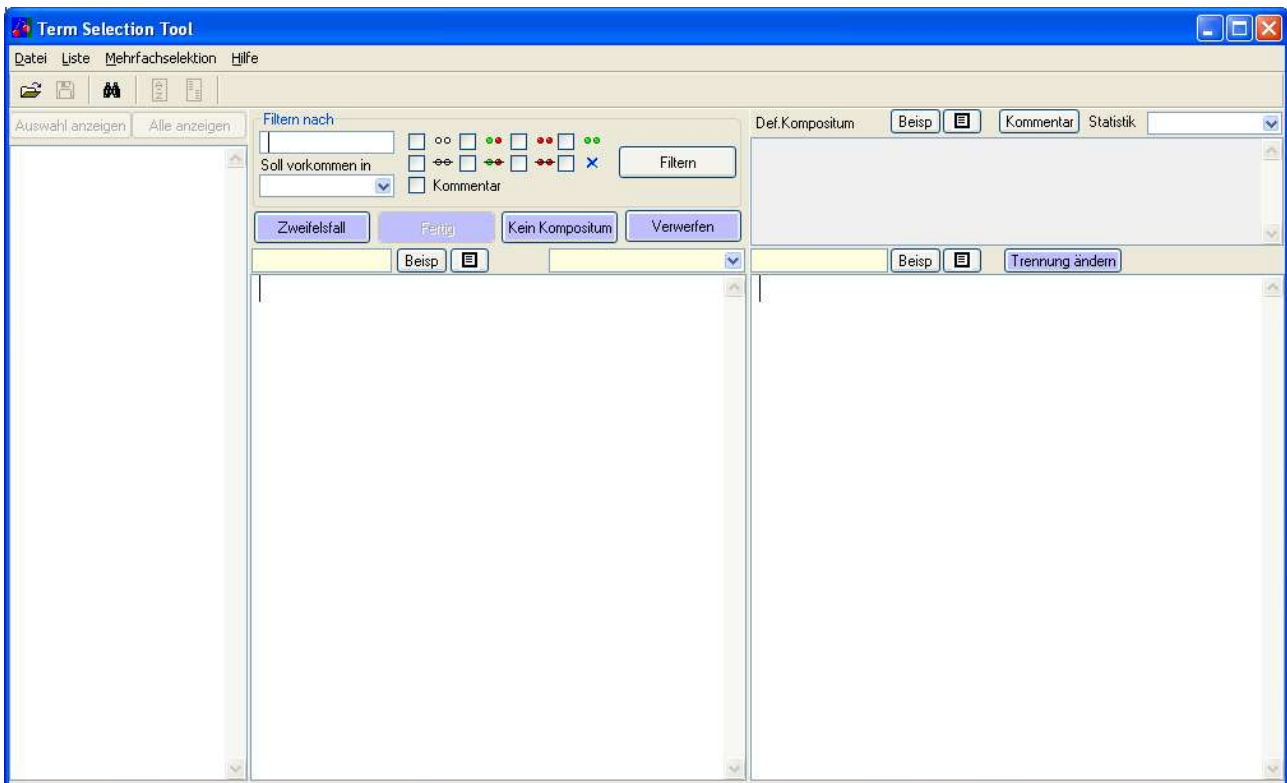 Term Selection Tool
Datei Liste Mehrfachselektion Hilfe
Auswahl anzeigen Alle anzeigen
Filtern nach
Soll vorkommen in
Kommentar
Filtern
Zweifelsfall Fertig Kein Kompositum Verwerfen
Beisp
Def.Kompositum Beisp Kommentar Statistik
Beisp Trennung ändern